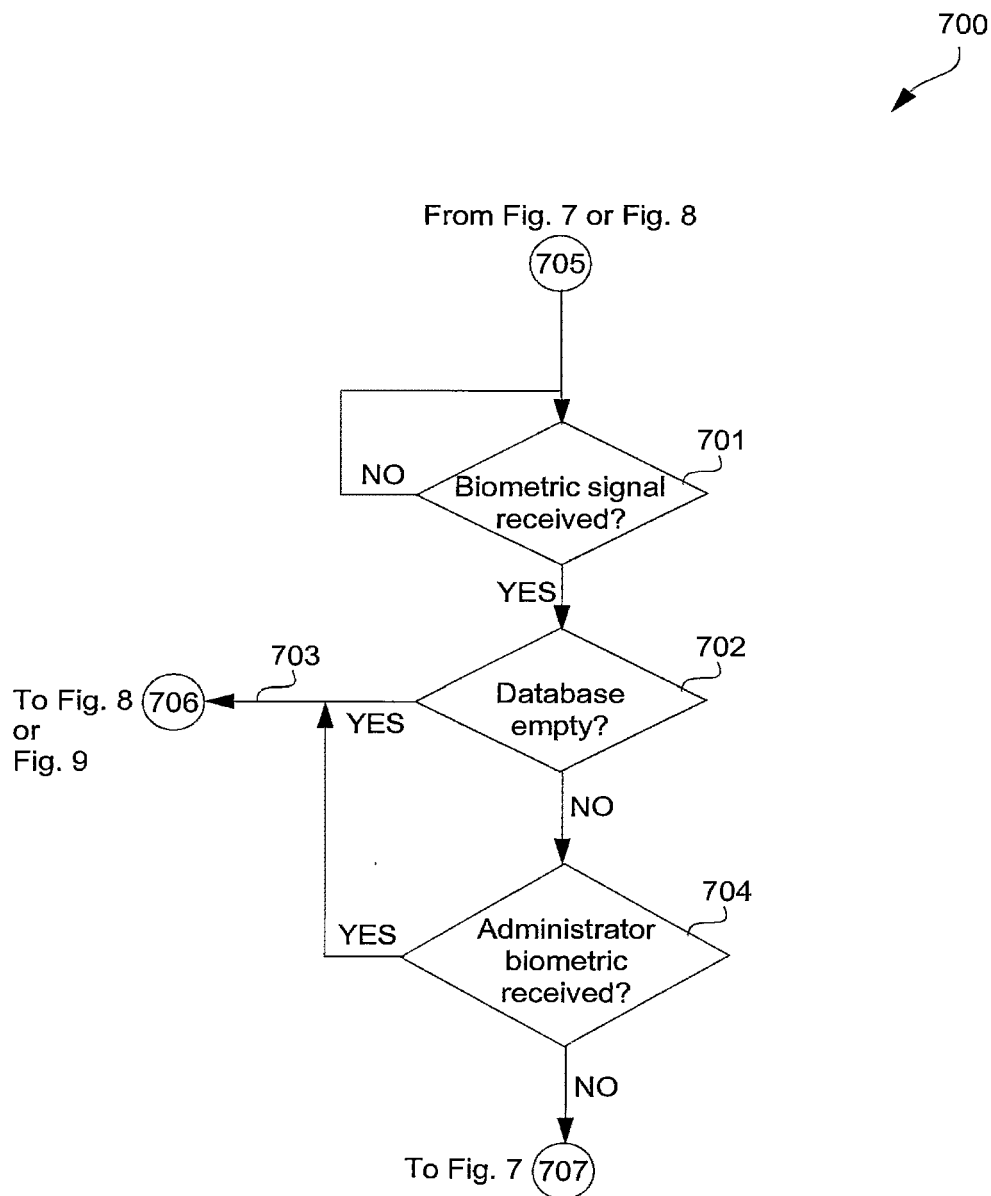 700
From Fig. 7 or Fig. 8
705
701
NO
Biometric signal
received?
YES
702
703
To Fig. 8
or
Fig. 9
706
YES
Database
empty?
NO
704
YES
Administrator
biometric
received?
NO
To Fig. 7
707